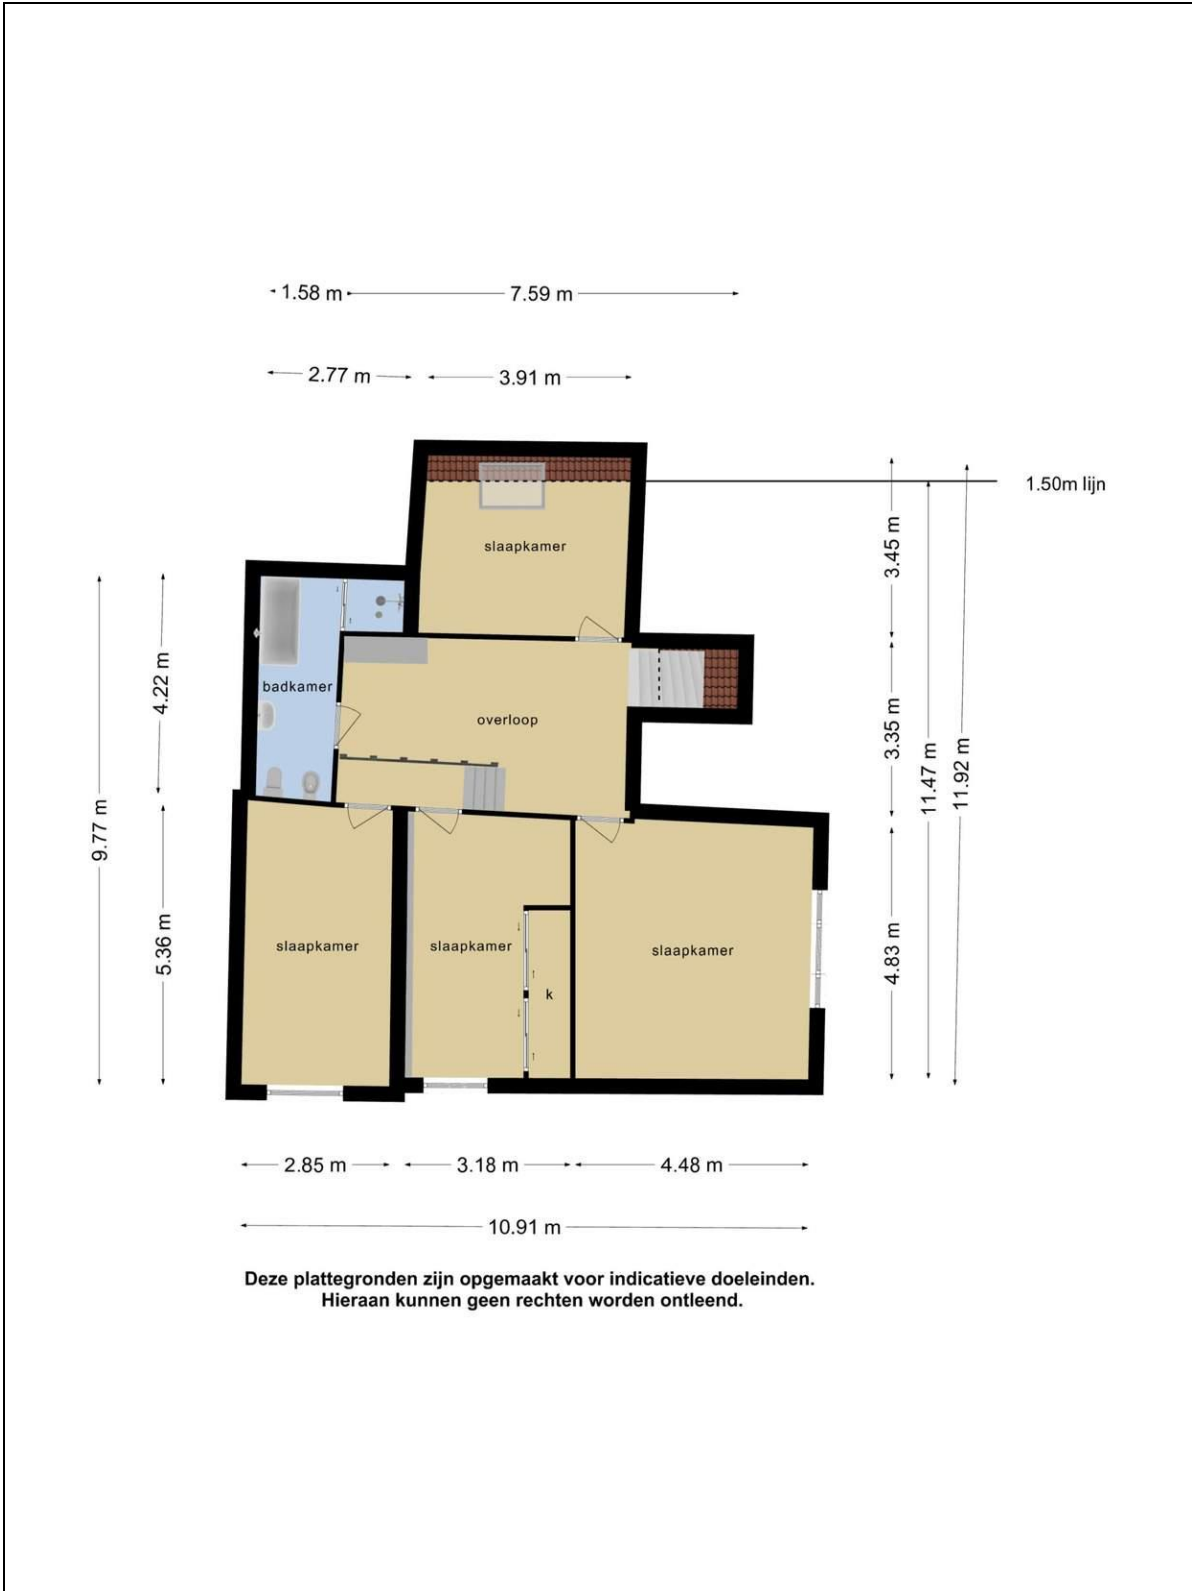 1.58 m
7.59 m
2.77 m
3.91 m
1.50m lijn
slaapkamer
3.45 m
badkamer
4.22 m
overloop
3.35 m
11.47 m
11.92 m
9.77 m
5.36 m
slaapkamer
slaapkamer
k
slaapkamer
4.83 m
2.85 m
3.18 m
4.48 m
10.91 m
Deze plattegronden zijn opgemaakt voor indicatieve doeleinden.
Hieraan kunnen geen rechten worden ontleend.